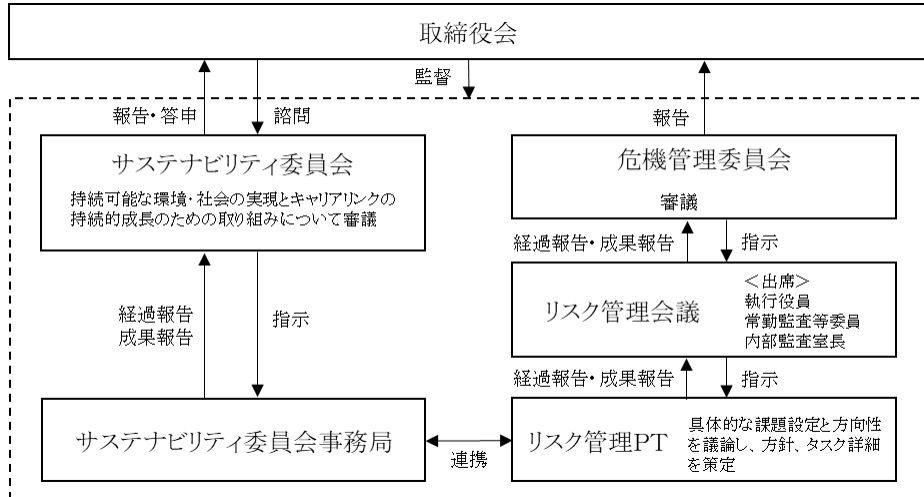 取締役会
監督
報告・答申
諮問
報告
サステナビリティ委員会
持続可能な環境・社会の実現とキャリアリンクの
持続的成長のための取り組みについて審議
危機管理委員会
審議
経過報告・成果報告
指示
リスク管理会議
＜出席＞
執行役員
常勤監査等委員
内部監査室長
経過報告
成果報告
指示
経過報告・成果報告
指示
サステナビリティ委員会事務局
連携
リスク管理PT
具体的な課題設定と方向性
を議論し、方針、タスク詳細
を策定